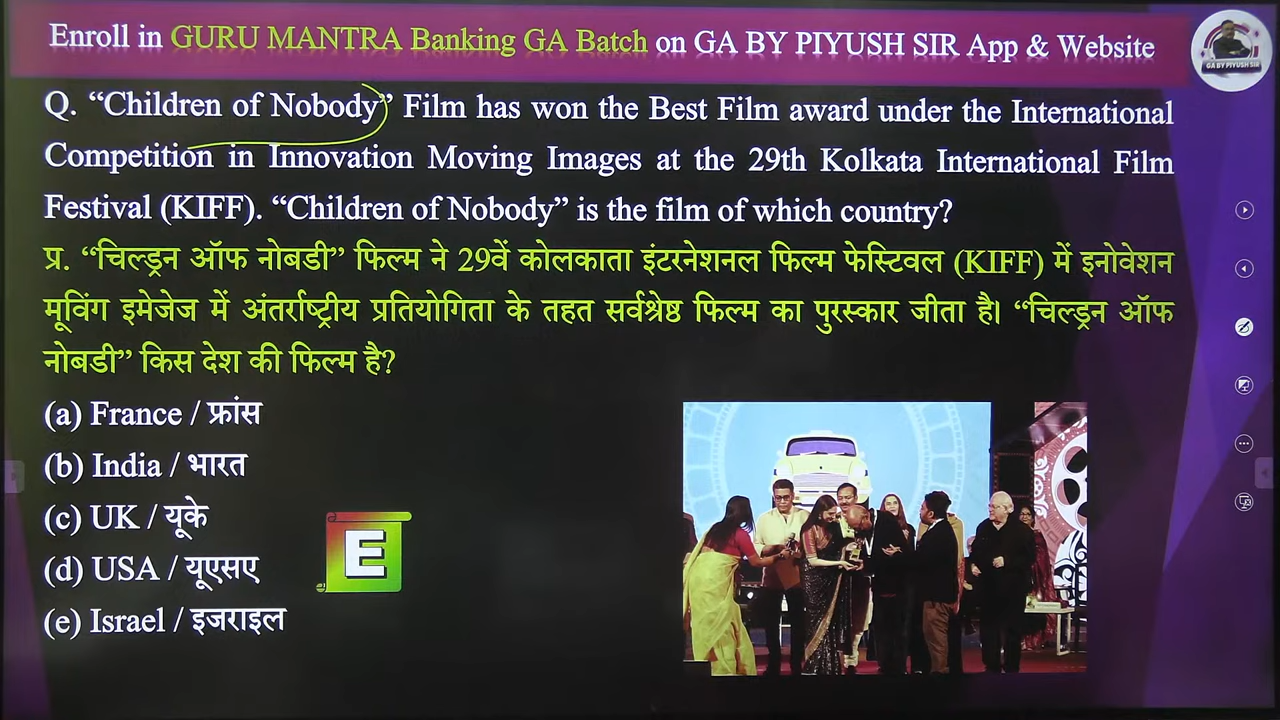 Enroll in GURU MANTRA Banking GA Batch on GA BY PIYUSH SIR App & Website
GA BY PIYUSH SIR
Q. “Children of Nobody” Film has won the Best Film award under the International
Competition in Innovation Moving Images at the 29th Kolkata International Film
Festival (KIFF). “Children of Nobody” is the film of which country?
प्र. “चिल्ड्रन ऑफ नोबडी” फिल्म ने 29वें कोलकाता इंटरनेशनल फिल्म फेस्टिवल (KIFF) में इनोवेशन
मूविंग इमेजेज में अंतर्राष्ट्रीय प्रतियोगिता के तहत सर्वश्रेष्ठ फिल्म का पुरस्कार जीता है। “चिल्ड्रन ऑफ
नोबडी” किस देश की फिल्म है?
(a) France / फ्रांस
(b) India / भारत
(c) UK / यूके
(d) USA / यूएसए
(e) Israel / इजराइल
E